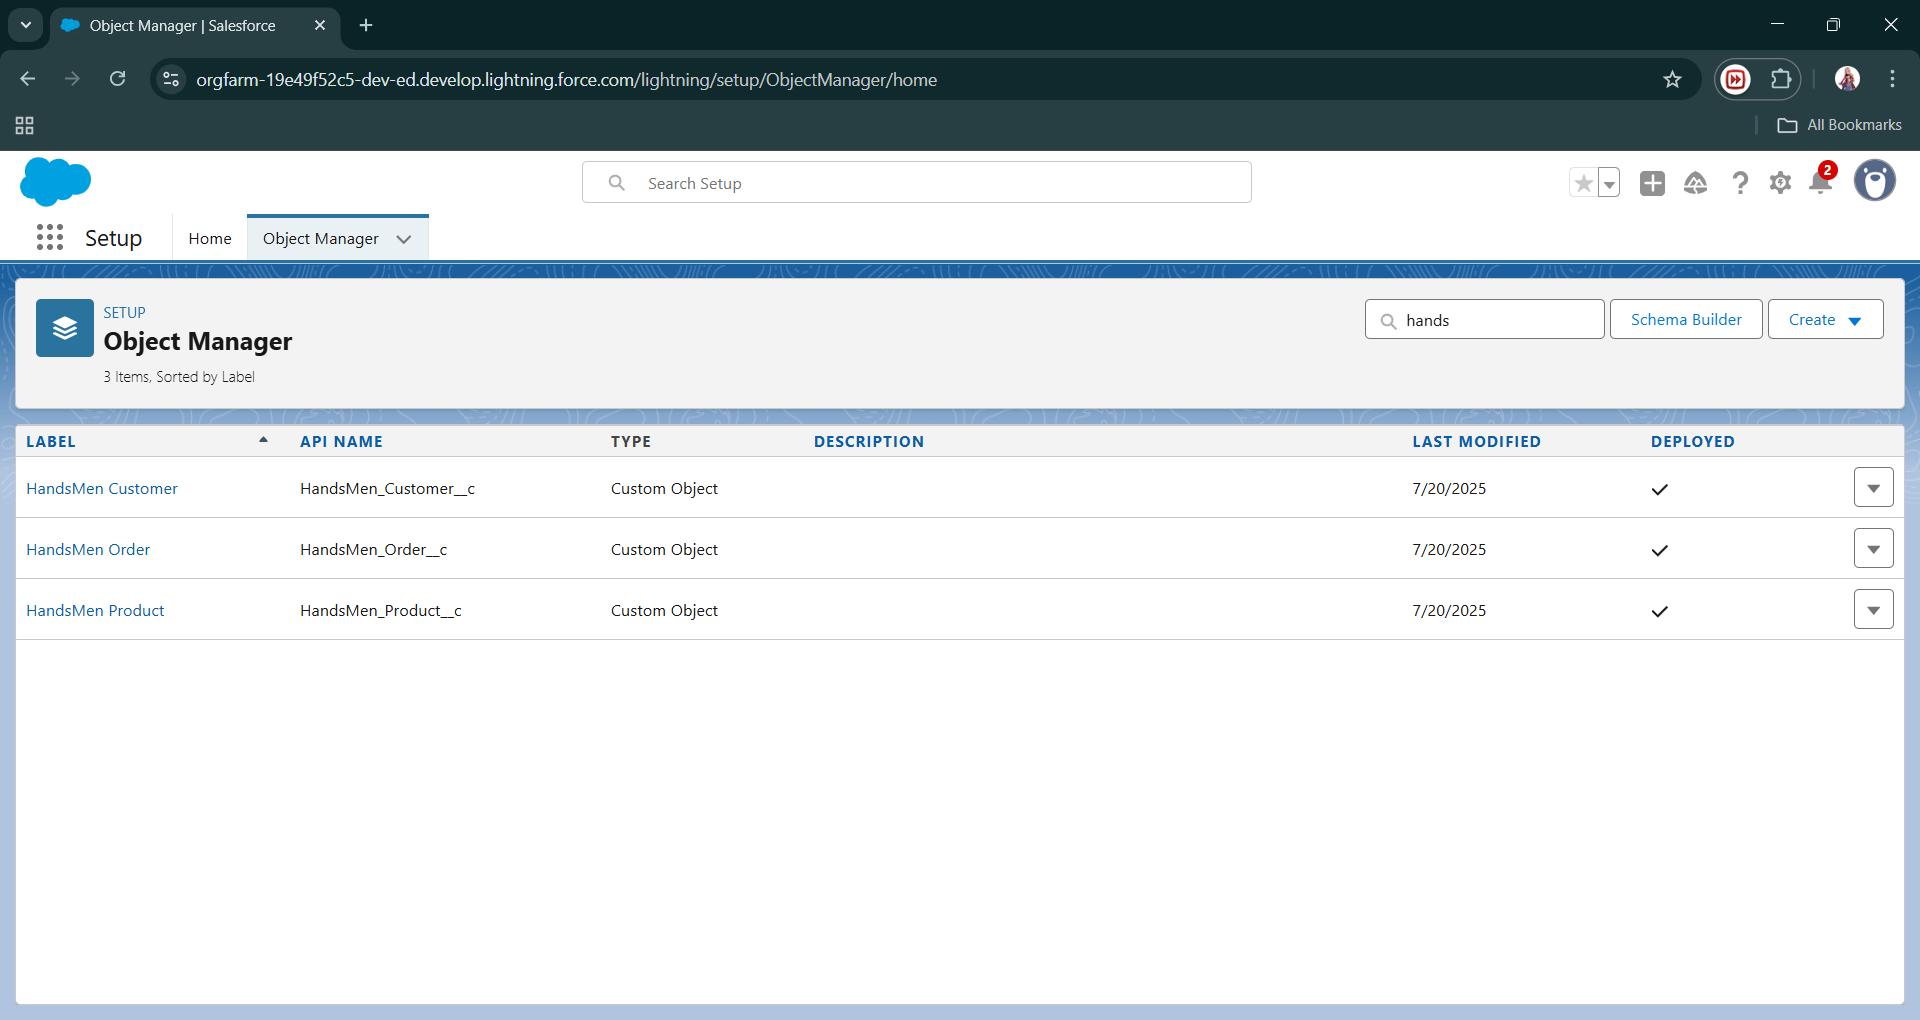 Object Manager | Salesforce
orgfarm-19e49f52c5-dev-ed.develop.lightning.force.com/lightning/setup/ObjectManager/home
All Bookmarks
Search Setup
2
Setup
Home
Object Manager
SETUP
Object Manager
3 Items, Sorted by Label
hands
Schema Builder
Create
LABEL API NAME TYPE DESCRIPTION LAST MODIFIED DEPLOYED
HandsMen Customer HandsMen_Customer__c Custom Object 7/20/2025
HandsMen Order HandsMen_Order__c Custom Object 7/20/2025
HandsMen Product HandsMen_Product__c Custom Object 7/20/2025